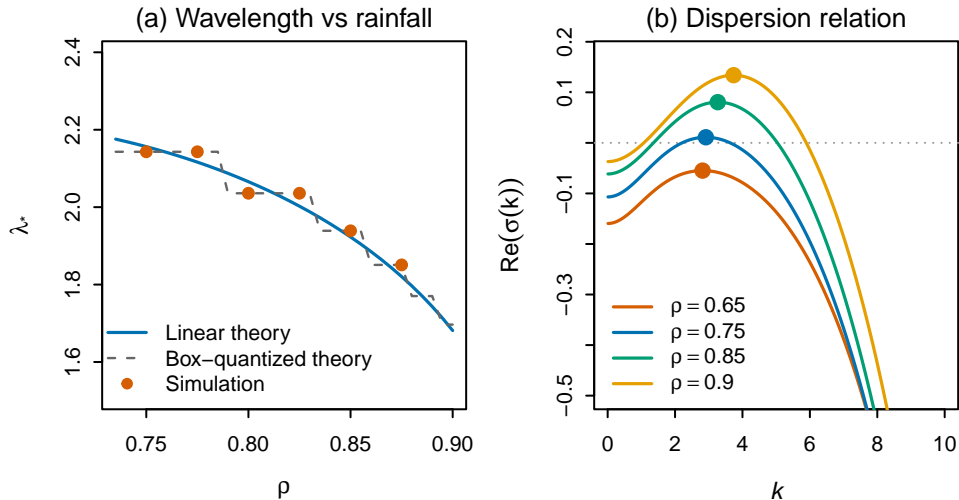 (a) Wavelength vs rainfall
2.4
2.2
2.0
1.8
1.6
λ*
Linear theory
Box−quantized theory
Simulation
0.75
0.80
0.85
0.90
ρ
(b) Dispersion relation
0.2
0.1
−0.1
−0.3
−0.5
Re(σ(k))
ρ = 0.65
ρ = 0.75
ρ = 0.85
ρ = 0.9
0
2
4
6
8
10
k